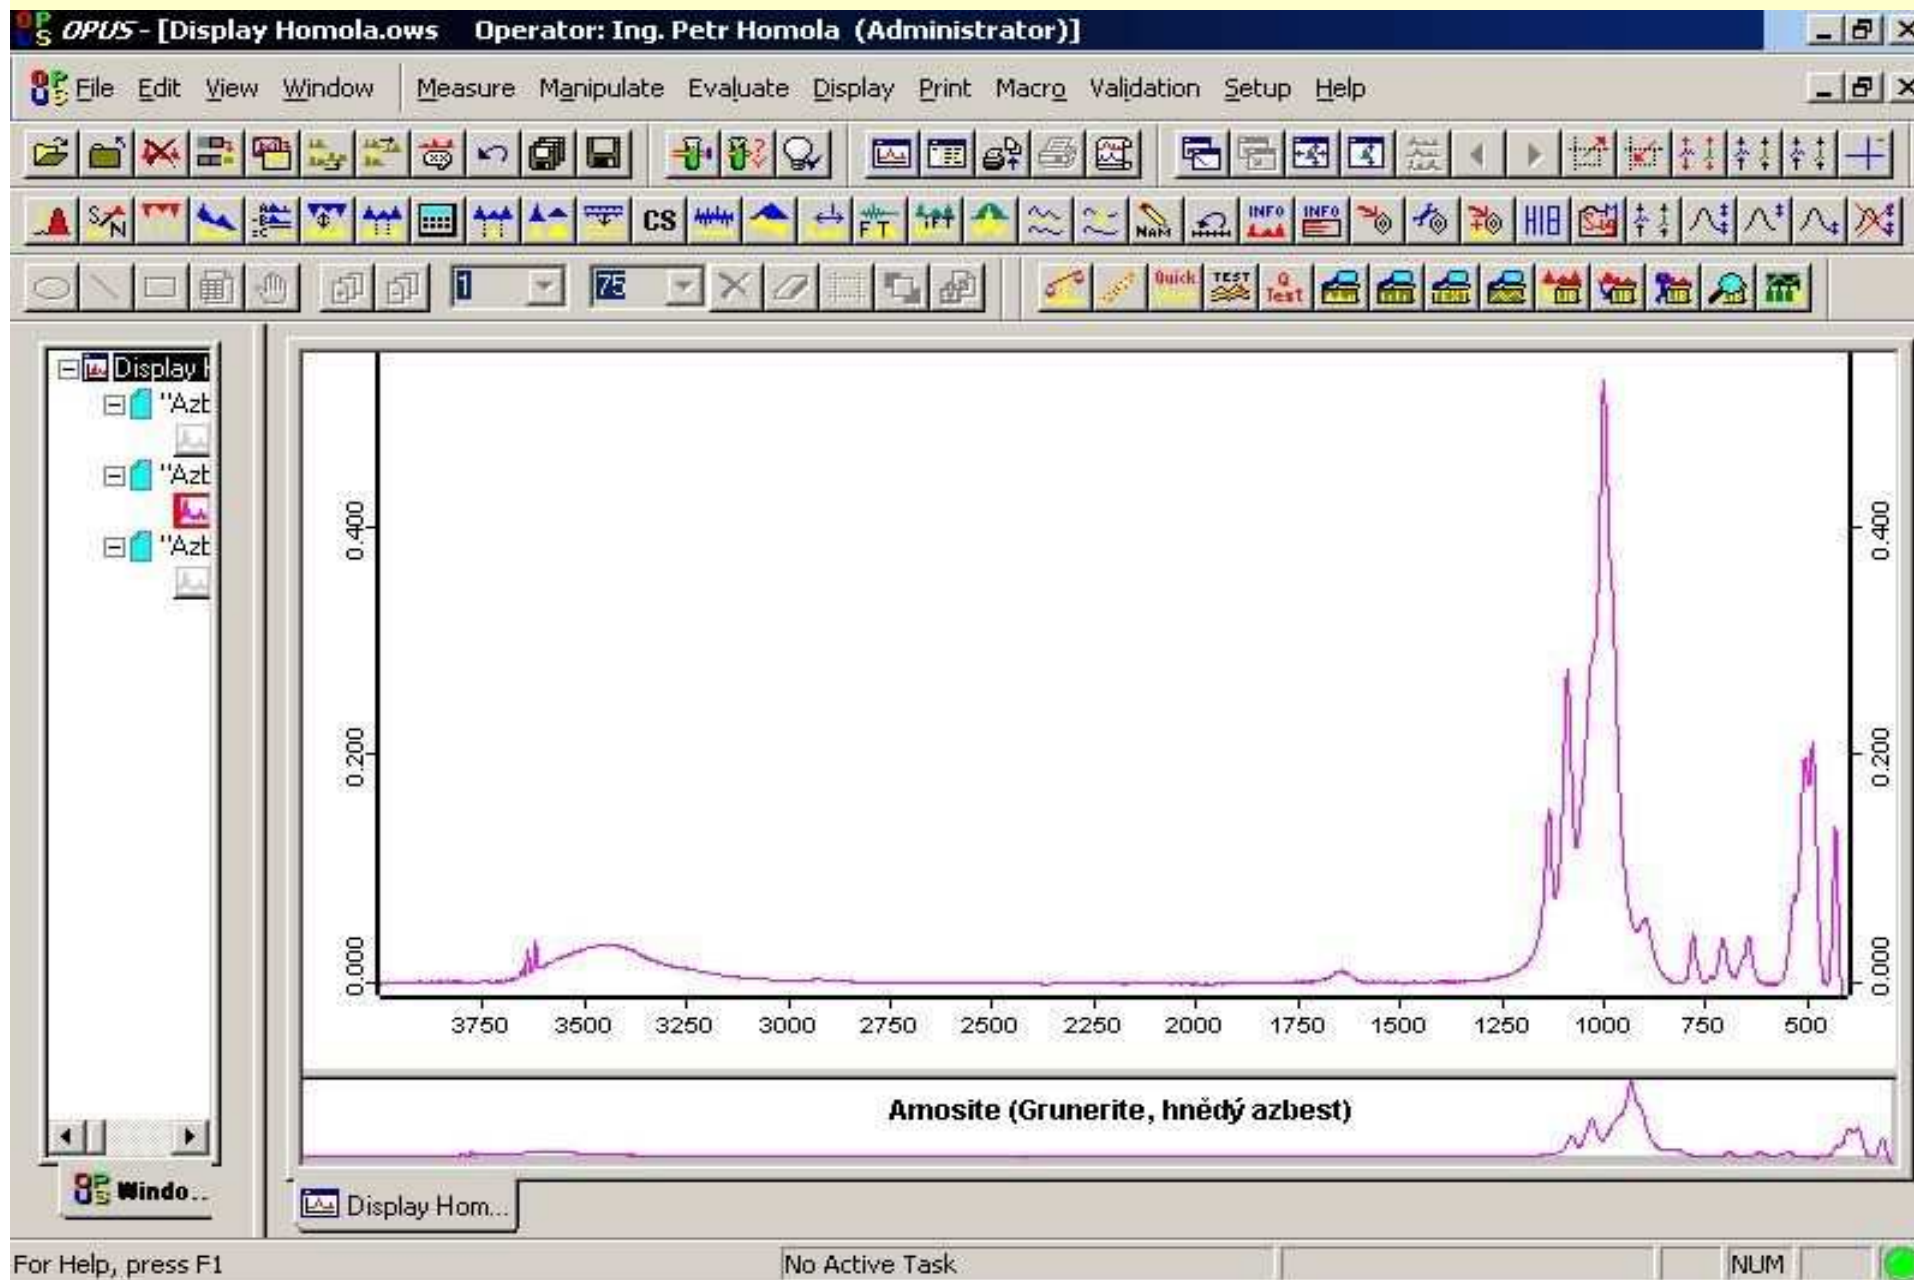 OPUS - [Display Homola.ows Operator: Ing. Petr Homola (Administrator)]
File Edit View Window Measure Manipulate Evaluate Display Print Macro Validation Setup Help
S/N CS FT NAM INFO INFO
1 75 Quick TEST Q Test
Display H
"Azb
"Azb
"Azb
0.400 0.400
0.200 0.200
0.000 0.000
3750 3500 3250 3000 2750 2500 2250 2000 1750 1500 1250 1000 750 500
Amosite (Grunerite, hnědý azbest)
Windo..
Display Hom...
For Help, press F1 No Active Task NUM